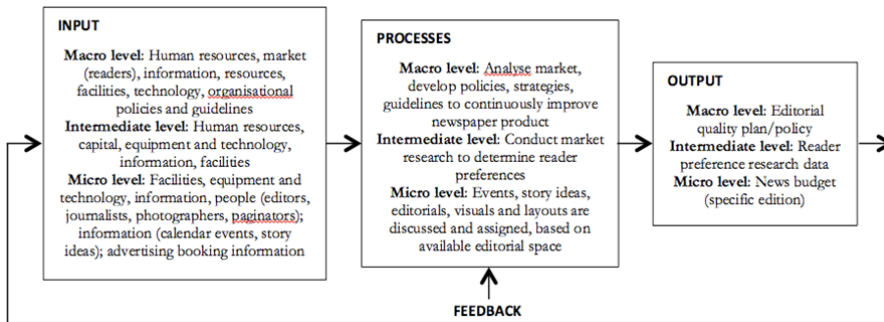 INPUT
Macro level: Human resources, market
(readers), information, resources,
facilities, technology, organisational
policies and guidelines
Intermediate level: Human resources,
capital, equipment and technology,
information, facilities
Micro level: Facilities, equipment and
technology, information, people (editors,
journalists, photographers, paginators);
information (calendar events, story
ideas); advertising booking information
PROCESSES
Macro level: Analyse market,
develop policies, strategies,
guidelines to continuously improve
newspaper product
Intermediate level: Conduct market
research to determine reader
preferences
Micro level: Events, story ideas,
editorials, visuals and layouts are
discussed and assigned, based on
available editorial space
OUTPUT
Macro level: Editorial
quality plan/policy
Intermediate level: Reader
preference research data
Micro level: News budget
(specific edition)
FEEDBACK